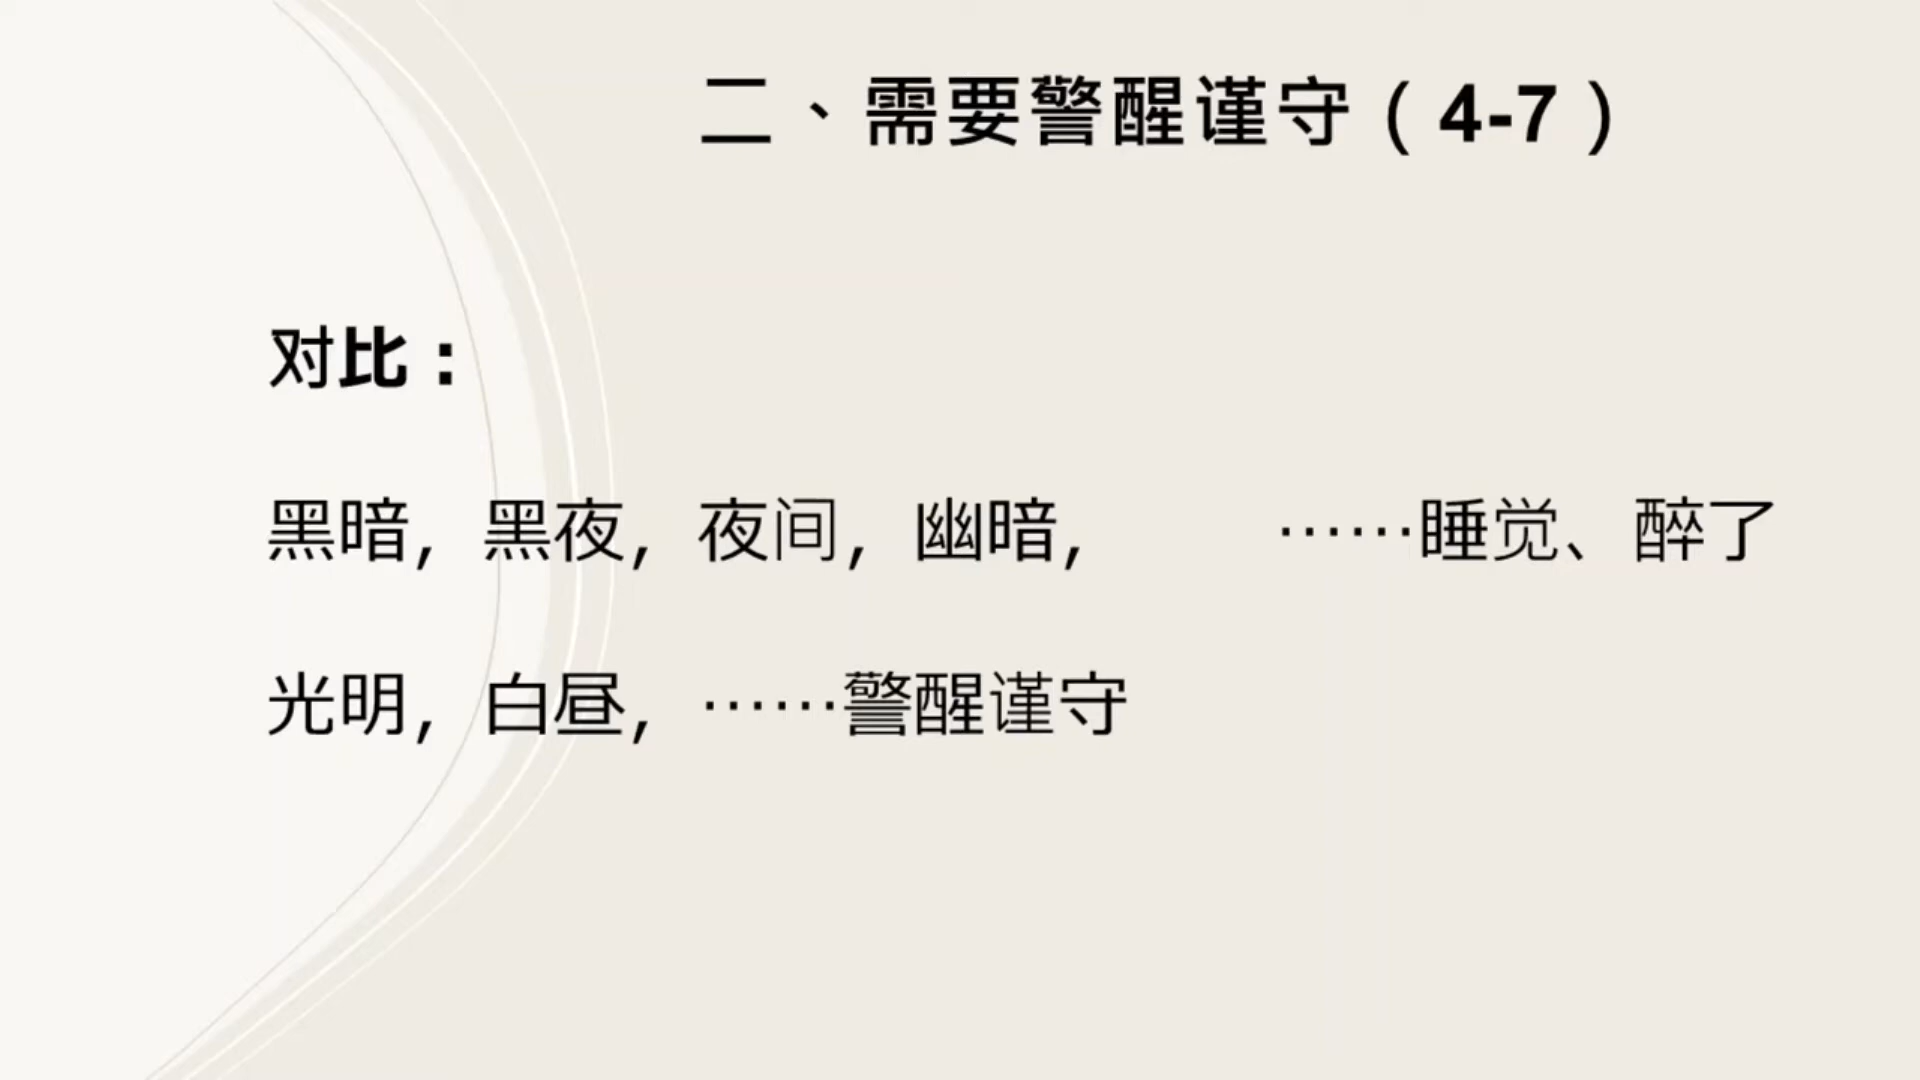 二、需要警醒谨守（4-7）
对比：
黑暗，黑夜，夜间，幽暗， ……睡觉、醉了
光明，白昼，……警醒谨守